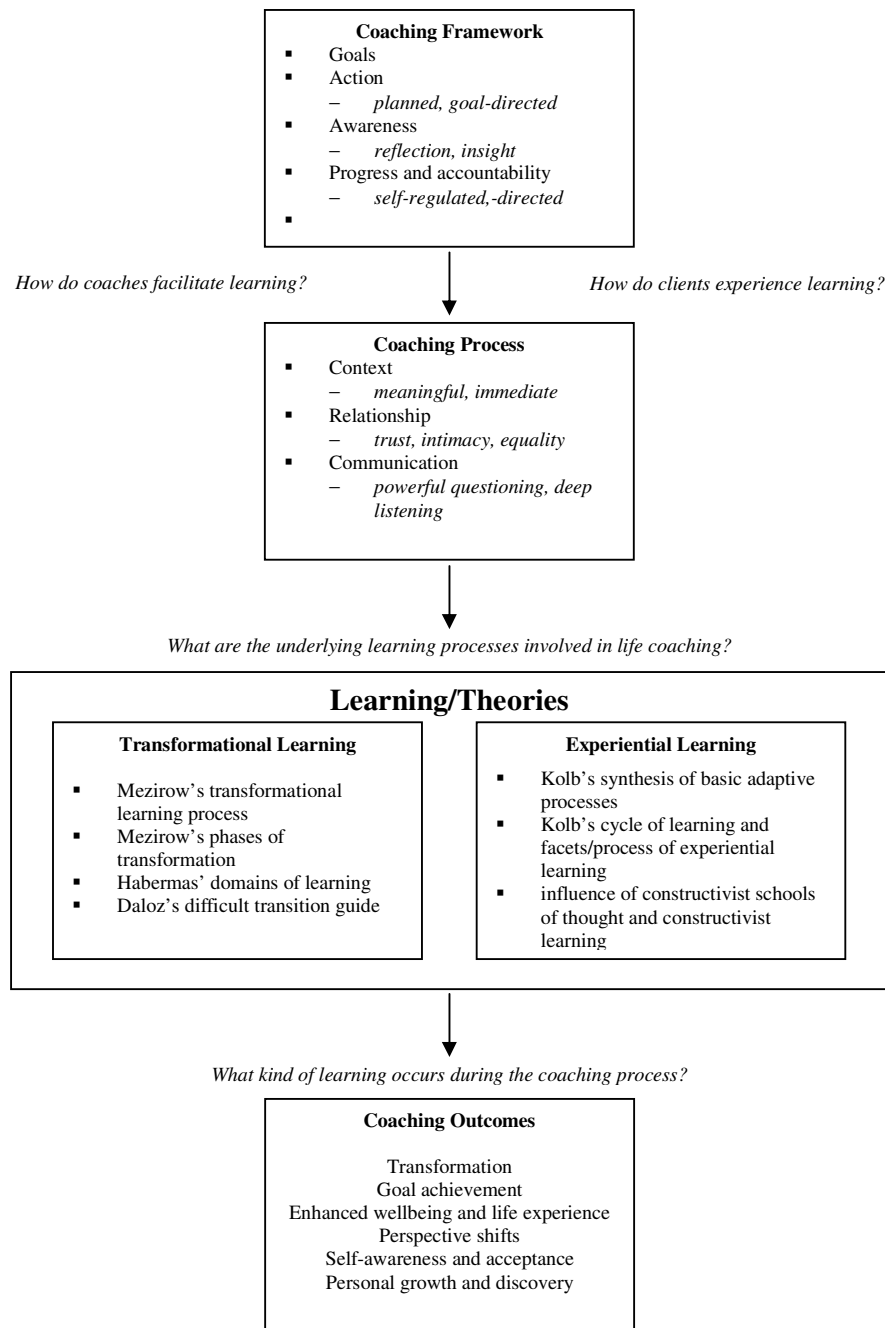 Coaching Framework
▪ Goals
▪ Action
– planned, goal-directed
▪ Awareness
– reflection, insight
▪ Progress and accountability
– self-regulated,-directed
▪
How do coaches facilitate learning?
How do clients experience learning?
Coaching Process
▪ Context
– meaningful, immediate
▪ Relationship
– trust, intimacy, equality
▪ Communication
– powerful questioning, deep
listening
What are the underlying learning processes involved in life coaching?
Learning/Theories
Transformational Learning
▪ Mezirow’s transformational
learning process
▪ Mezirow’s phases of
transformation
▪ Habermas’ domains of learning
▪ Daloz’s difficult transition guide
Experiential Learning
▪ Kolb’s synthesis of basic adaptive
processes
▪ Kolb’s cycle of learning and
facets/process of experiential
learning
▪ influence of constructivist schools
of thought and constructivist
learning
What kind of learning occurs during the coaching process?
Coaching Outcomes
Transformation
Goal achievement
Enhanced wellbeing and life experience
Perspective shifts
Self-awareness and acceptance
Personal growth and discovery